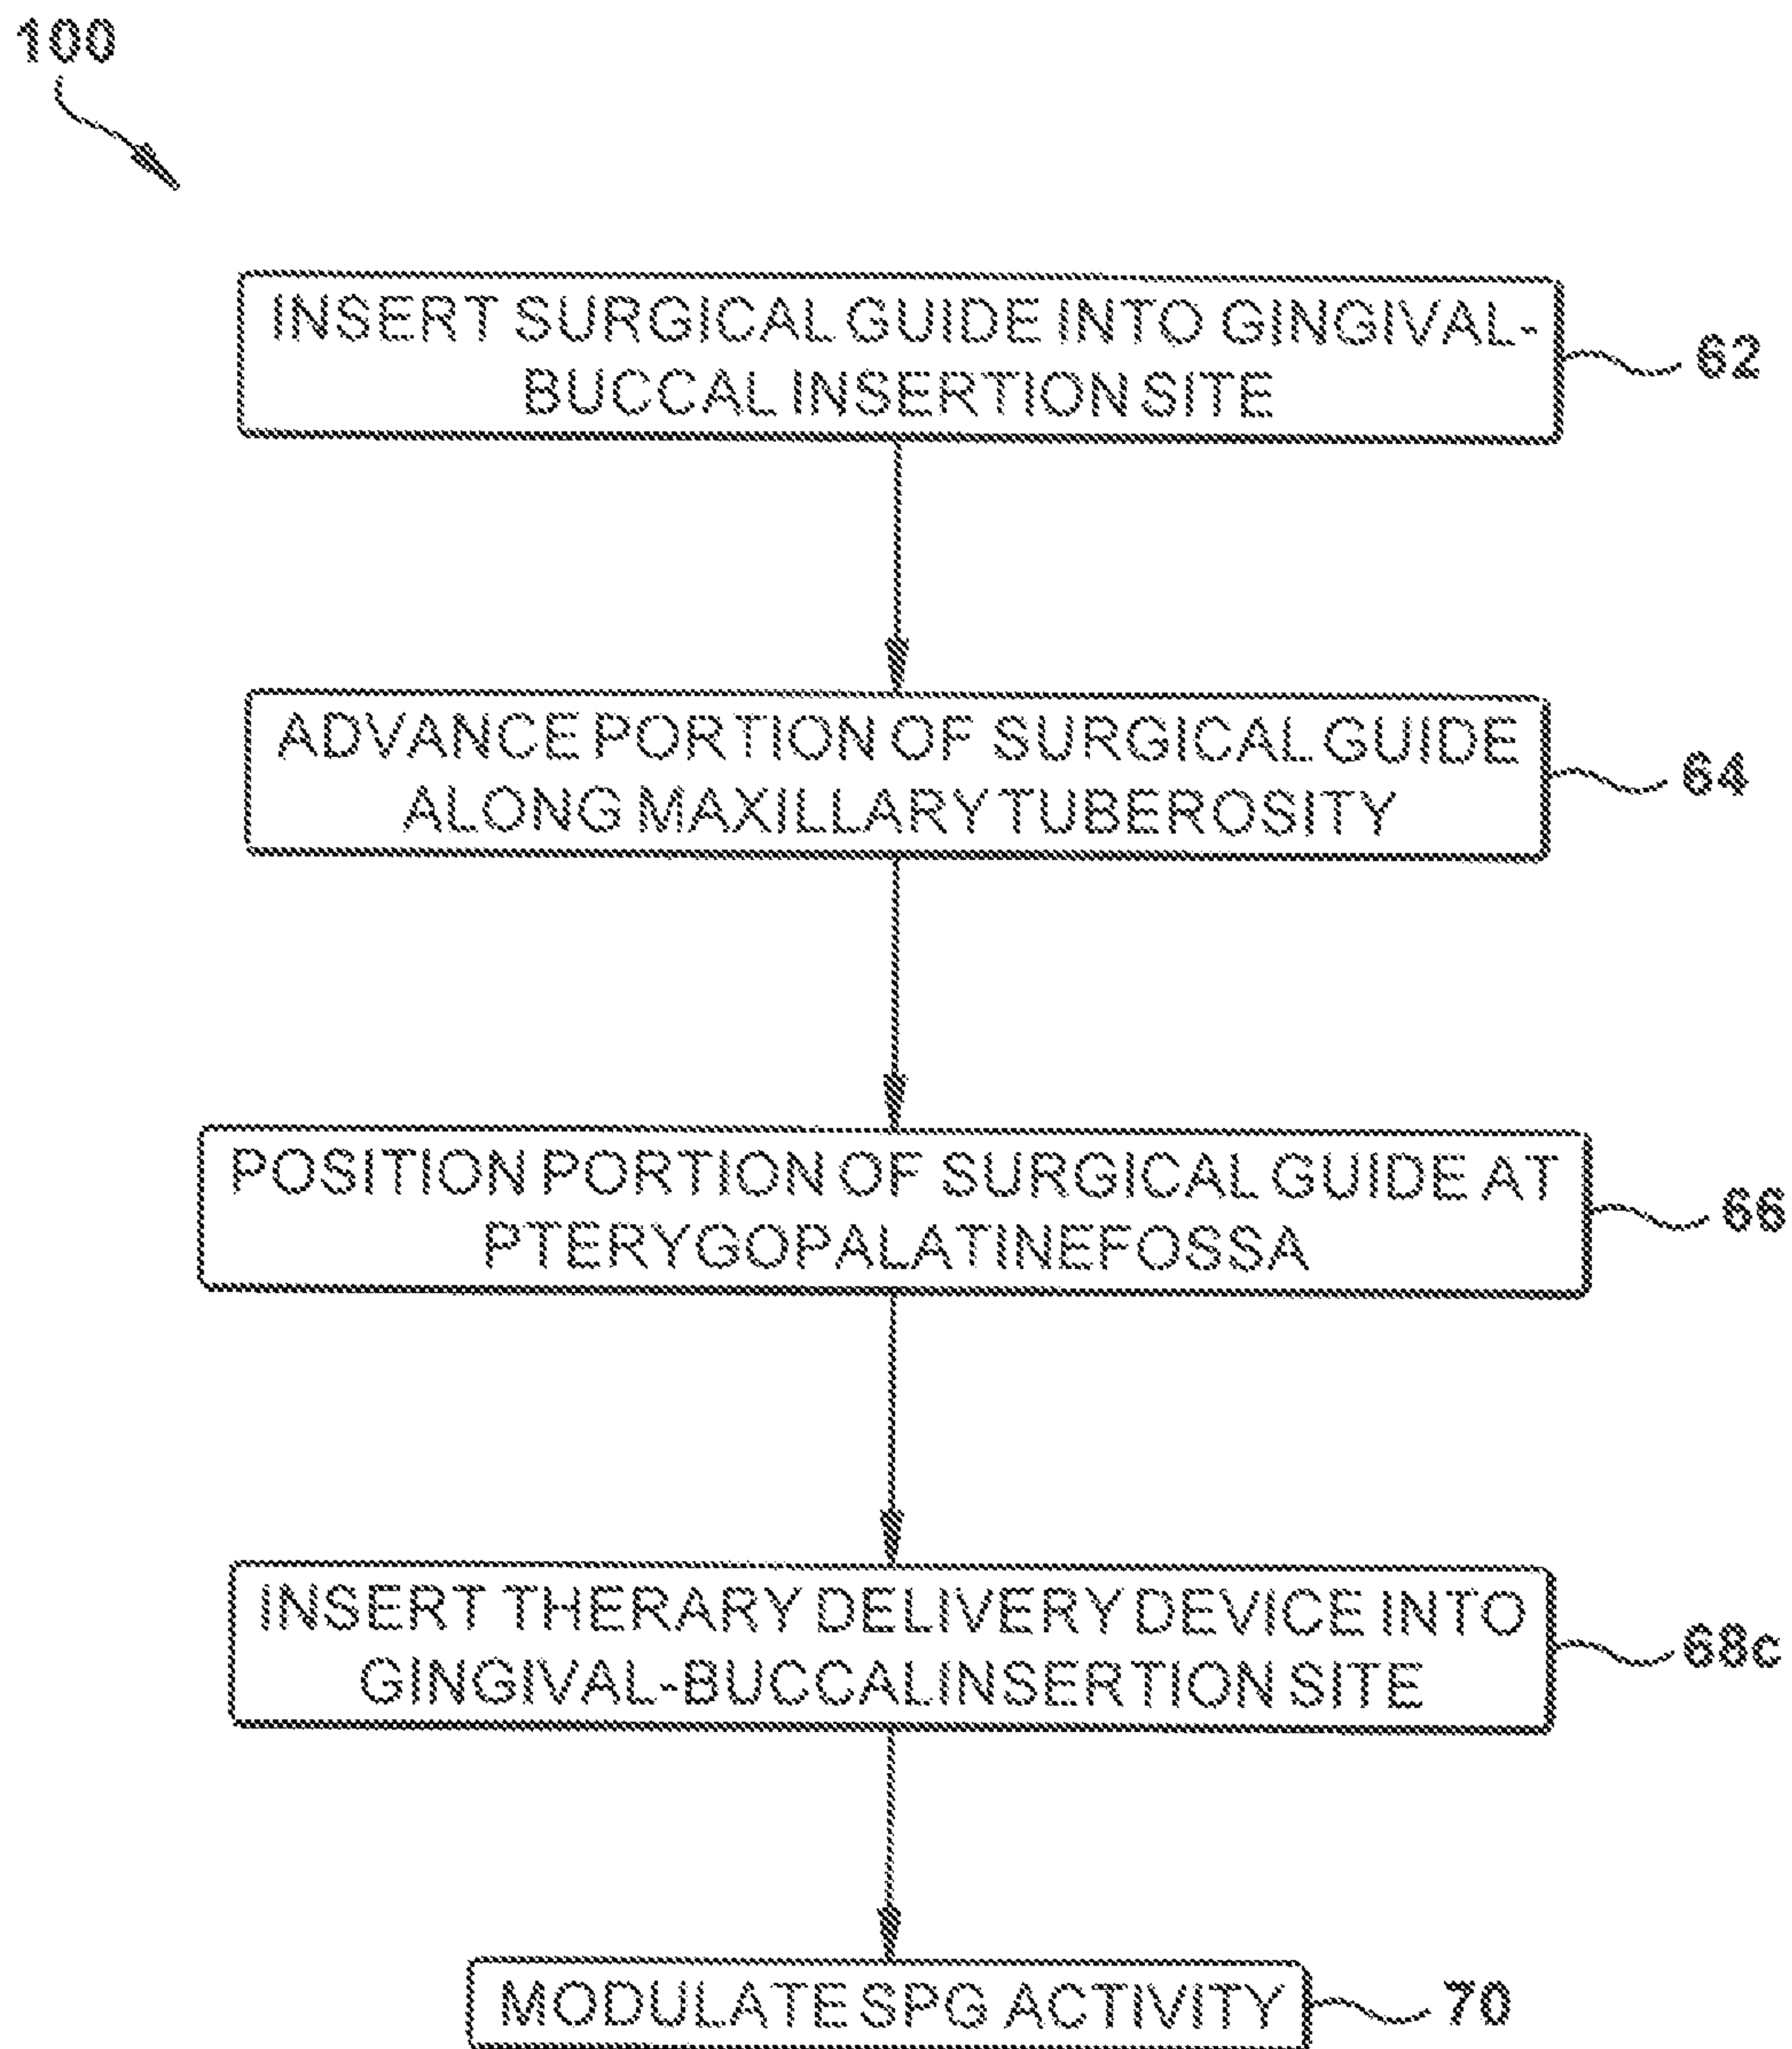 100
INSERT SURGICAL GUIDE INTO GINGIVAL-
BUCCAL INSERTION SITE
62
ADVANCE PORTION OF SURGICAL GUIDE
ALONG MAXILLARY TUBEROSITY
64
POSITION PORTION OF SURGICAL GUIDE AT
PTERYGOPALATINEFOSSA
66
INSERT THERARY DELIVERY DEVICE INTO
GINGIVAL-BUCCALINSERTION SITE
68c
MODULATE SPG ACTIVITY
70